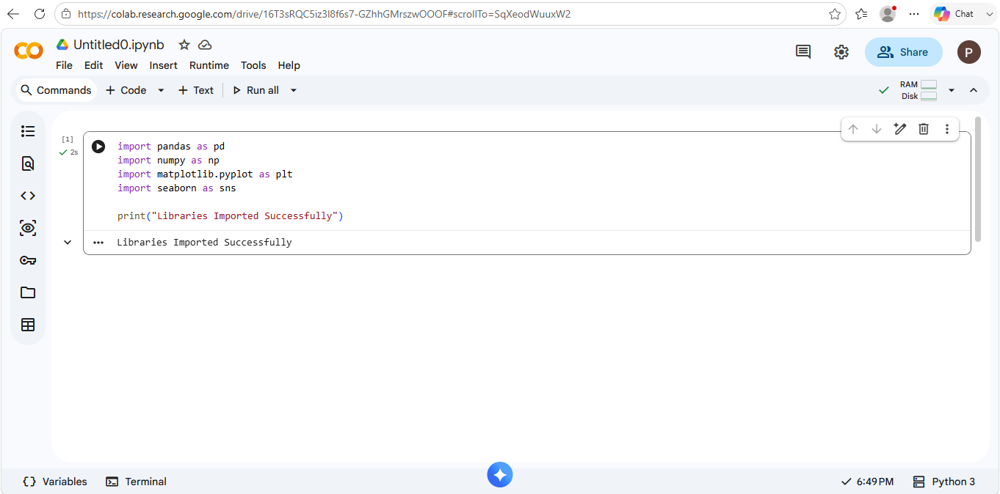 https://colab.research.google.com/drive/16T3sRQC5iz3I8f6s7-GZhhGMrszwOOOF#scrollTo=SqXeodWuuxW2
Chat
CO
Untitled0.ipynb
File Edit View Insert Runtime Tools Help
Share
P
Commands + Code + Text Run all
RAM
Disk
[1]
2s
import pandas as pd
import numpy as np
import matplotlib.pyplot as plt
import seaborn as sns
print("Libraries Imported Successfully")
Libraries Imported Successfully
Variables Terminal
6:49 PM Python 3